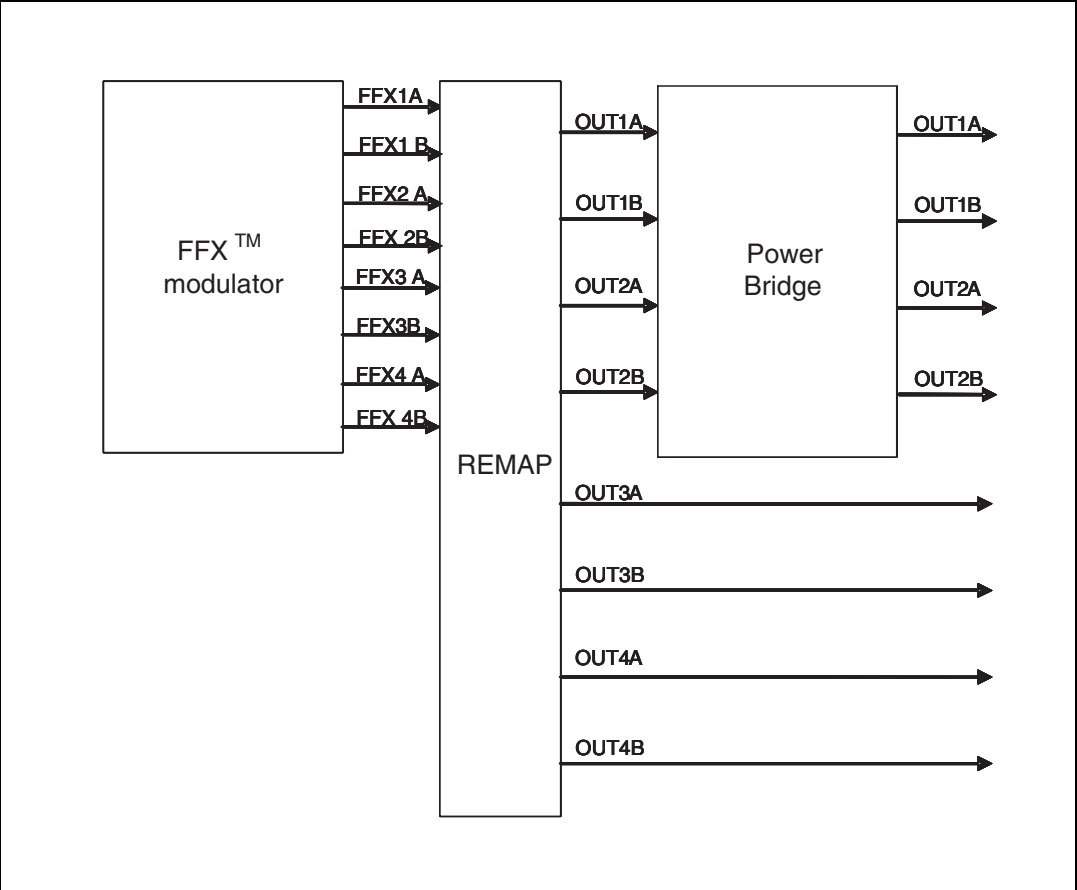 FFX1A
FFX1 B
FFX2 A
FFX 2B
FFX3 A
FFX3B
FFX4 A
FFX 4B
FFX TM
modulator
REMAP
OUT1A
OUT1B
OUT2A
OUT2B
OUT3A
OUT3B
OUT4A
OUT4B
Power
Bridge
OUT1A
OUT1B
OUT2A
OUT2B